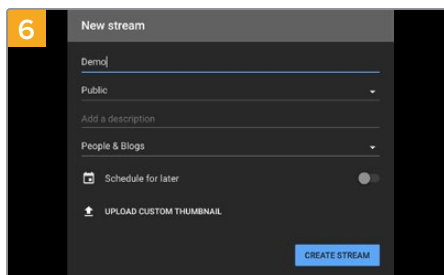 6
New stream
Demo
Public
Add a description
People & Blogs
Schedule for later
UPLOAD CUSTOM THUMBNAIL
CREATE STREAM